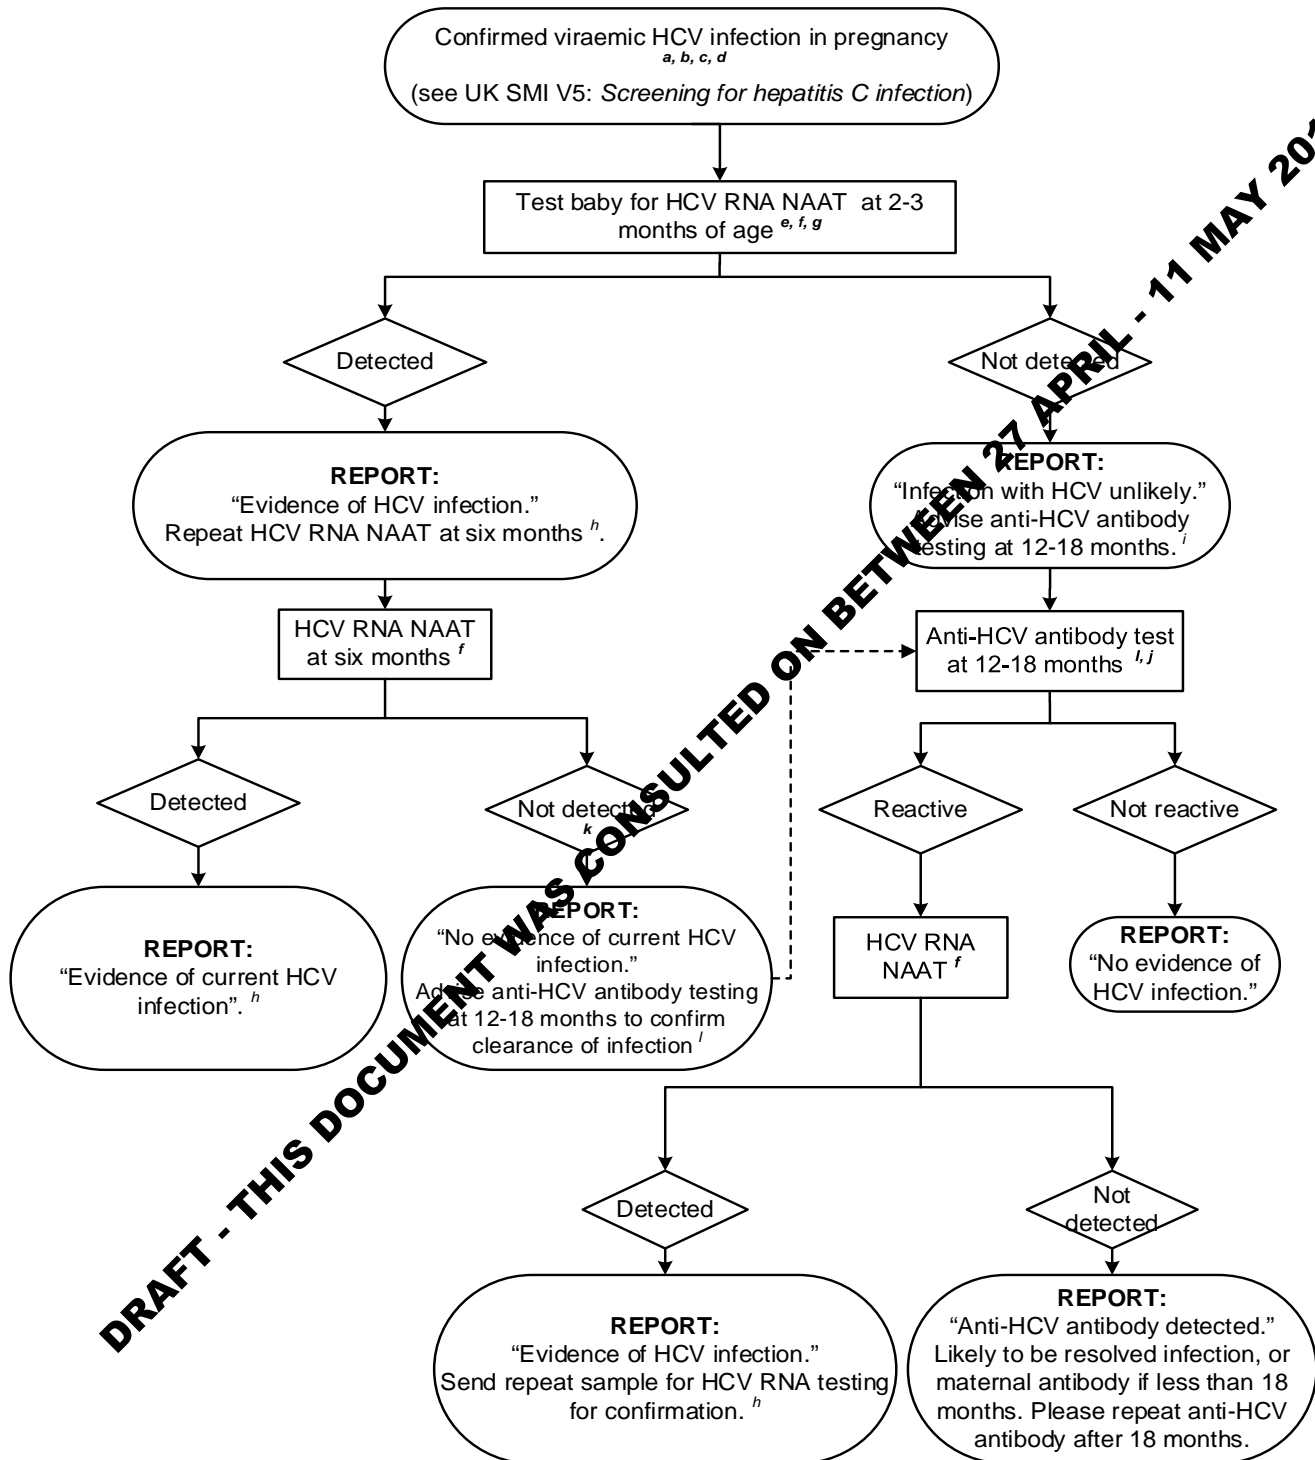 Confirmed viraemic HCV infection in pregnancy
a, b, c, d
(see UK SMI V5: Screening for hepatitis C infection)
Test baby for HCV RNA NAAT at 2-3
months of age e, f, g
Detected
Not detected
REPORT:
“Evidence of HCV infection.”
Repeat HCV RNA NAAT at six months h.
REPORT:
“Infection with HCV unlikely.”
Advise anti-HCV antibody
testing at 12-18 months. i
HCV RNA NAAT
at six months f
Anti-HCV antibody test
at 12-18 months I, j
Detected
Not detected
k
Reactive
Not reactive
REPORT:
“Evidence of current HCV
infection”. h
REPORT:
“No evidence of current HCV
infection.”
Advise anti-HCV antibody testing
at 12-18 months to confirm
clearance of infection l
HCV RNA
NAAT f
REPORT:
“No evidence of
HCV infection.”
Detected
Not
detected
REPORT:
“Evidence of HCV infection.”
Send repeat sample for HCV RNA testing
for confirmation. h
REPORT:
“Anti-HCV antibody detected.”
Likely to be resolved infection, or
maternal antibody if less than 18
months. Please repeat anti-HCV
antibody after 18 months.
DRAFT - THIS DOCUMENT WAS CONSULTED ON BETWEEN 27 APRIL - 11 MAY